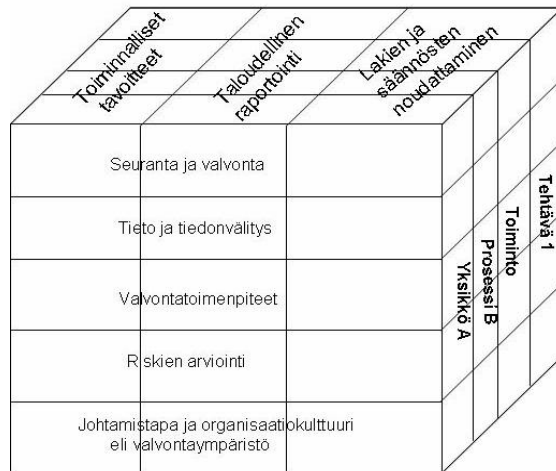 Toiminnalliset
tavoitteet
Taloudellinen
raportointi
Lakien ja
säännösten
noudattaminen
Seuranta ja valvonta
Tieto ja tiedonvälitys
Valvontatoimenpiteet
Riskien arviointi
Johtamistapa ja organisaatiokulttuuri
eli valvontaympäristö
Yksikkö A
Prosessi B
Toiminto
Tehtävä 1